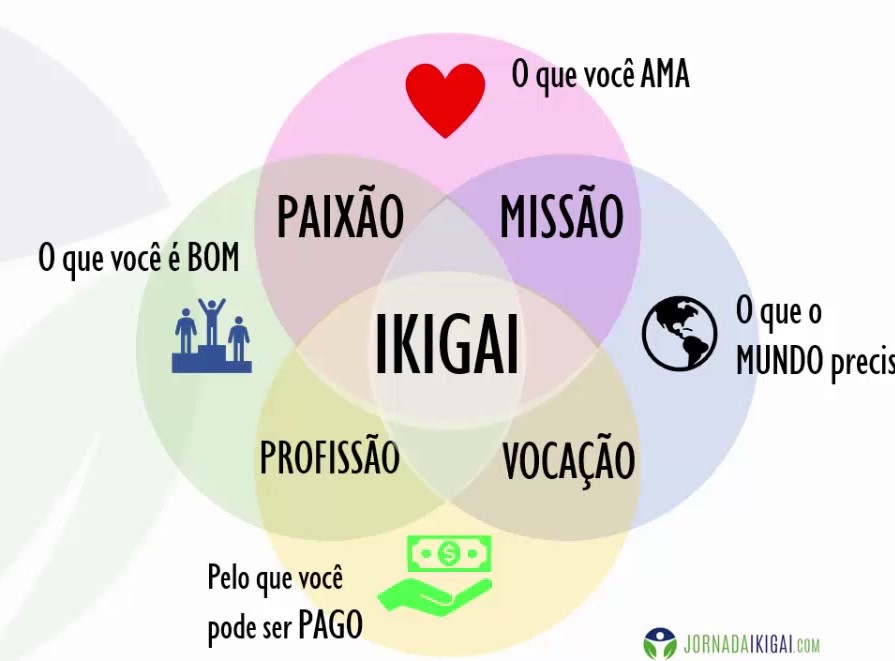 O que você AMA
PAIXÃO
MISSÃO
O que você é BOM
IKIGAI
O que o
MUNDO precis
PROFISSÃO
VOCAÇÃO
Pelo que você
pode ser PAGO
$
JORNADAIKIGAI.COM